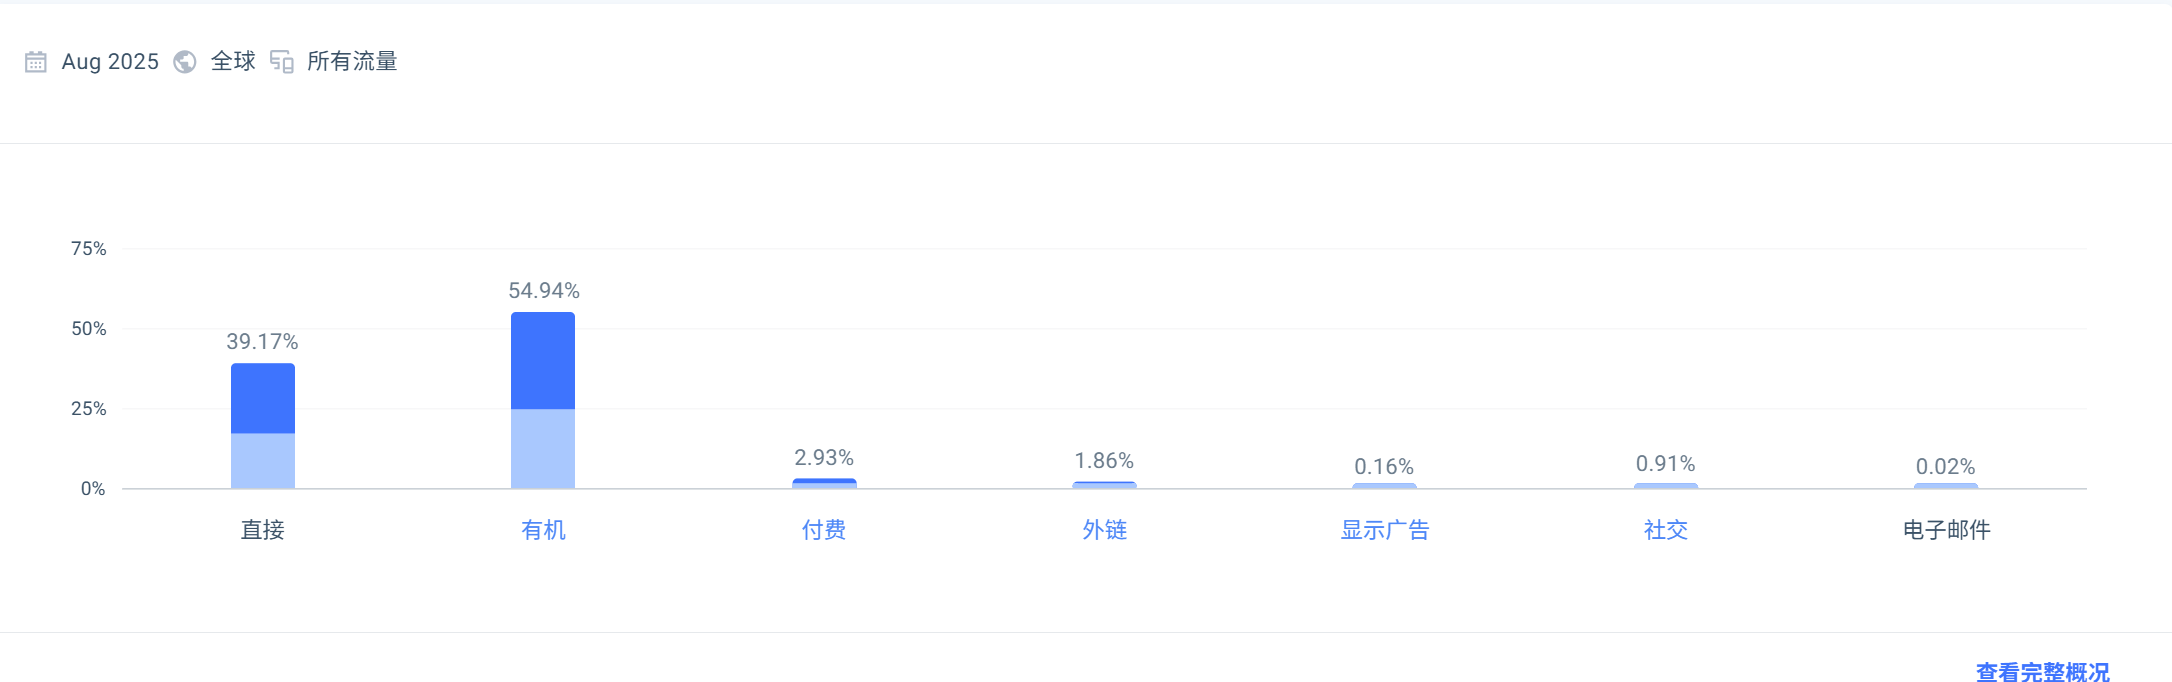 Aug 2025 全球 所有流量
75%
54.94%
50%
39.17%
25%
2.93% 1.86% 0.16% 0.91% 0.02%
0%
直接 有机 付费 外链 显示广告 社交 电子邮件
查看完整概况